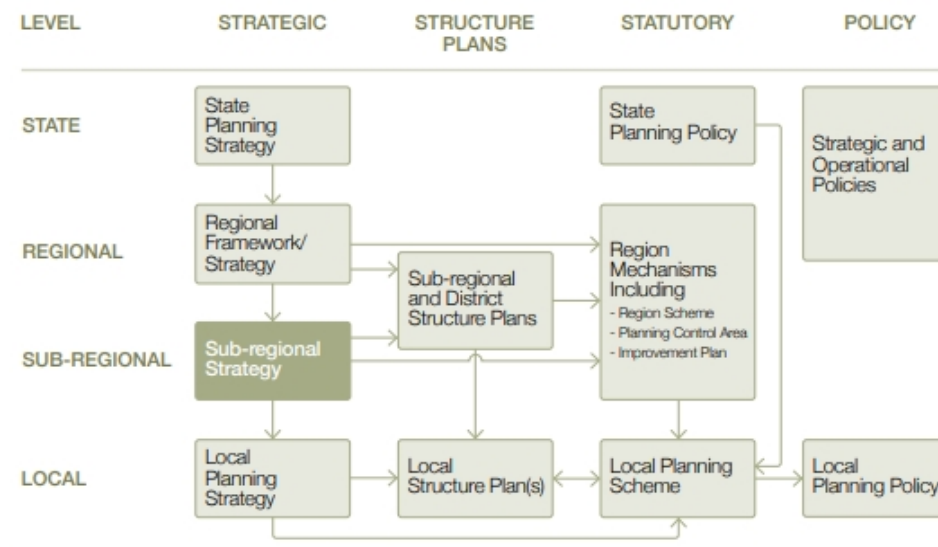 LEVEL
STRATEGIC
STRUCTURE
PLANS
STATUTORY
POLICY
STATE
State
Planning
Strategy
State
Planning Policy
Strategic and
Operational
Policies
REGIONAL
Regional
Framework/
Strategy
Sub-regional
and District
Structure Plans
Region
Mechanisms
Including
- Region Scheme
- Planning Control Area
- Improvement Plan
SUB-REGIONAL
Sub-regional
Strategy
LOCAL
Local
Planning
Strategy
Local
Structure Plan(s)
Local Planning
Scheme
Local
Planning Policy